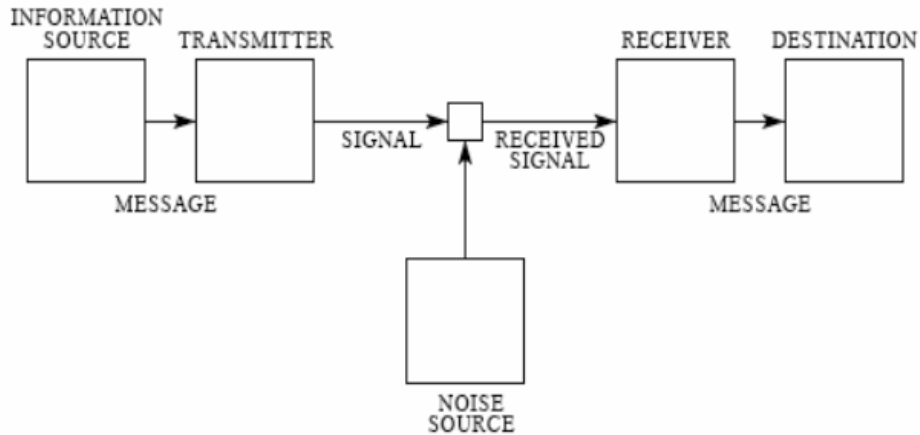 INFORMATION
SOURCE
TRANSMITTER
RECEIVER
DESTINATION
SIGNAL
RECEIVED
SIGNAL
MESSAGE
MESSAGE
NOISE
SOURCE